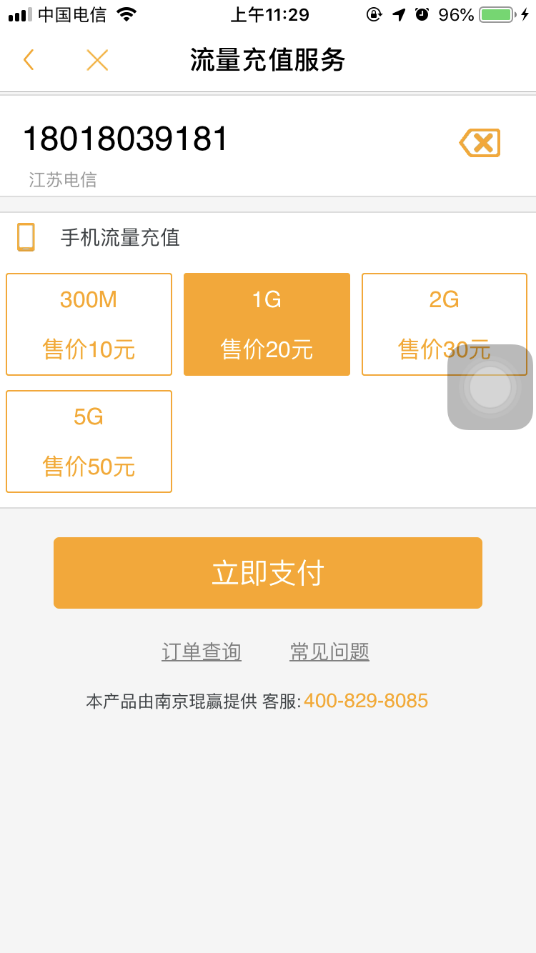 中国电信 上午11:29 96%
流量充值服务
18018039181
江苏电信
手机流量充值
300M 1G 2G
售价10元 售价20元 售价30元
5G
售价50元
立即支付
订单查询 常见问题
本产品由南京琨赢提供 客服:400-829-8085